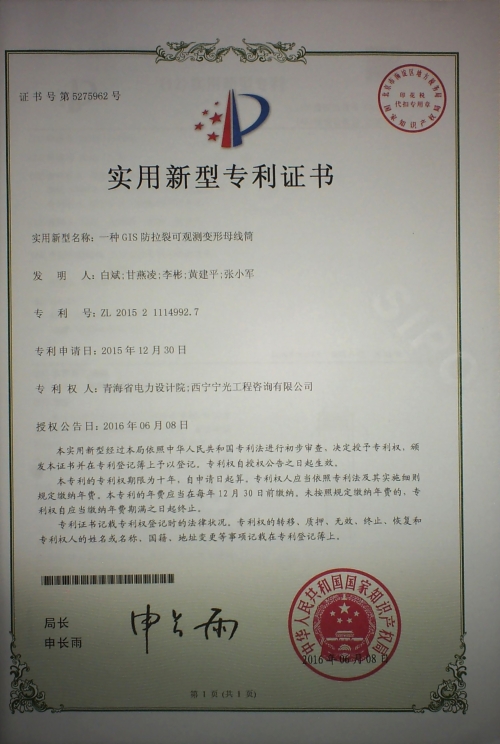 证书号第5275962号
实用新型专利证书
实用新型名称：一种GIS防拉裂可观测变形母线筒
发明人：白斌;甘燕凌;李彬;黄建平;张小军
专利号：ZL 2015 2 1114992.7
专利申请日：2015年12月30日
专利权人：青海省电力设计院;西宁宁光工程咨询有限公司
授权公告日：2016年06月08日
本实用新型经过本局依照中华人民共和国专利法进行初步审查，决定授予专利权，颁
发本证书并在专利登记簿上予以登记。专利权自授权公告之日起生效。
本专利的专利权期限为十年，自申请日起算。专利权人应当依照专利法及其实施细则
规定缴纳年费。本专利的年费应当在每年12月30日前缴纳。未按照规定缴纳年费的，专
利权自应当缴纳年费期满之日起终止。
专利证书记载专利权登记时的法律状况。专利权的转移、质押、无效、终止、恢复和
专利权人的姓名或名称、国籍、地址变更等事项记载在专利登记簿上。
局长
申长雨
申长雨
中华人民共和国国家知识产权局
2016年06月08日
第1页(共1页)
印花税
代扣专用章
SIPO